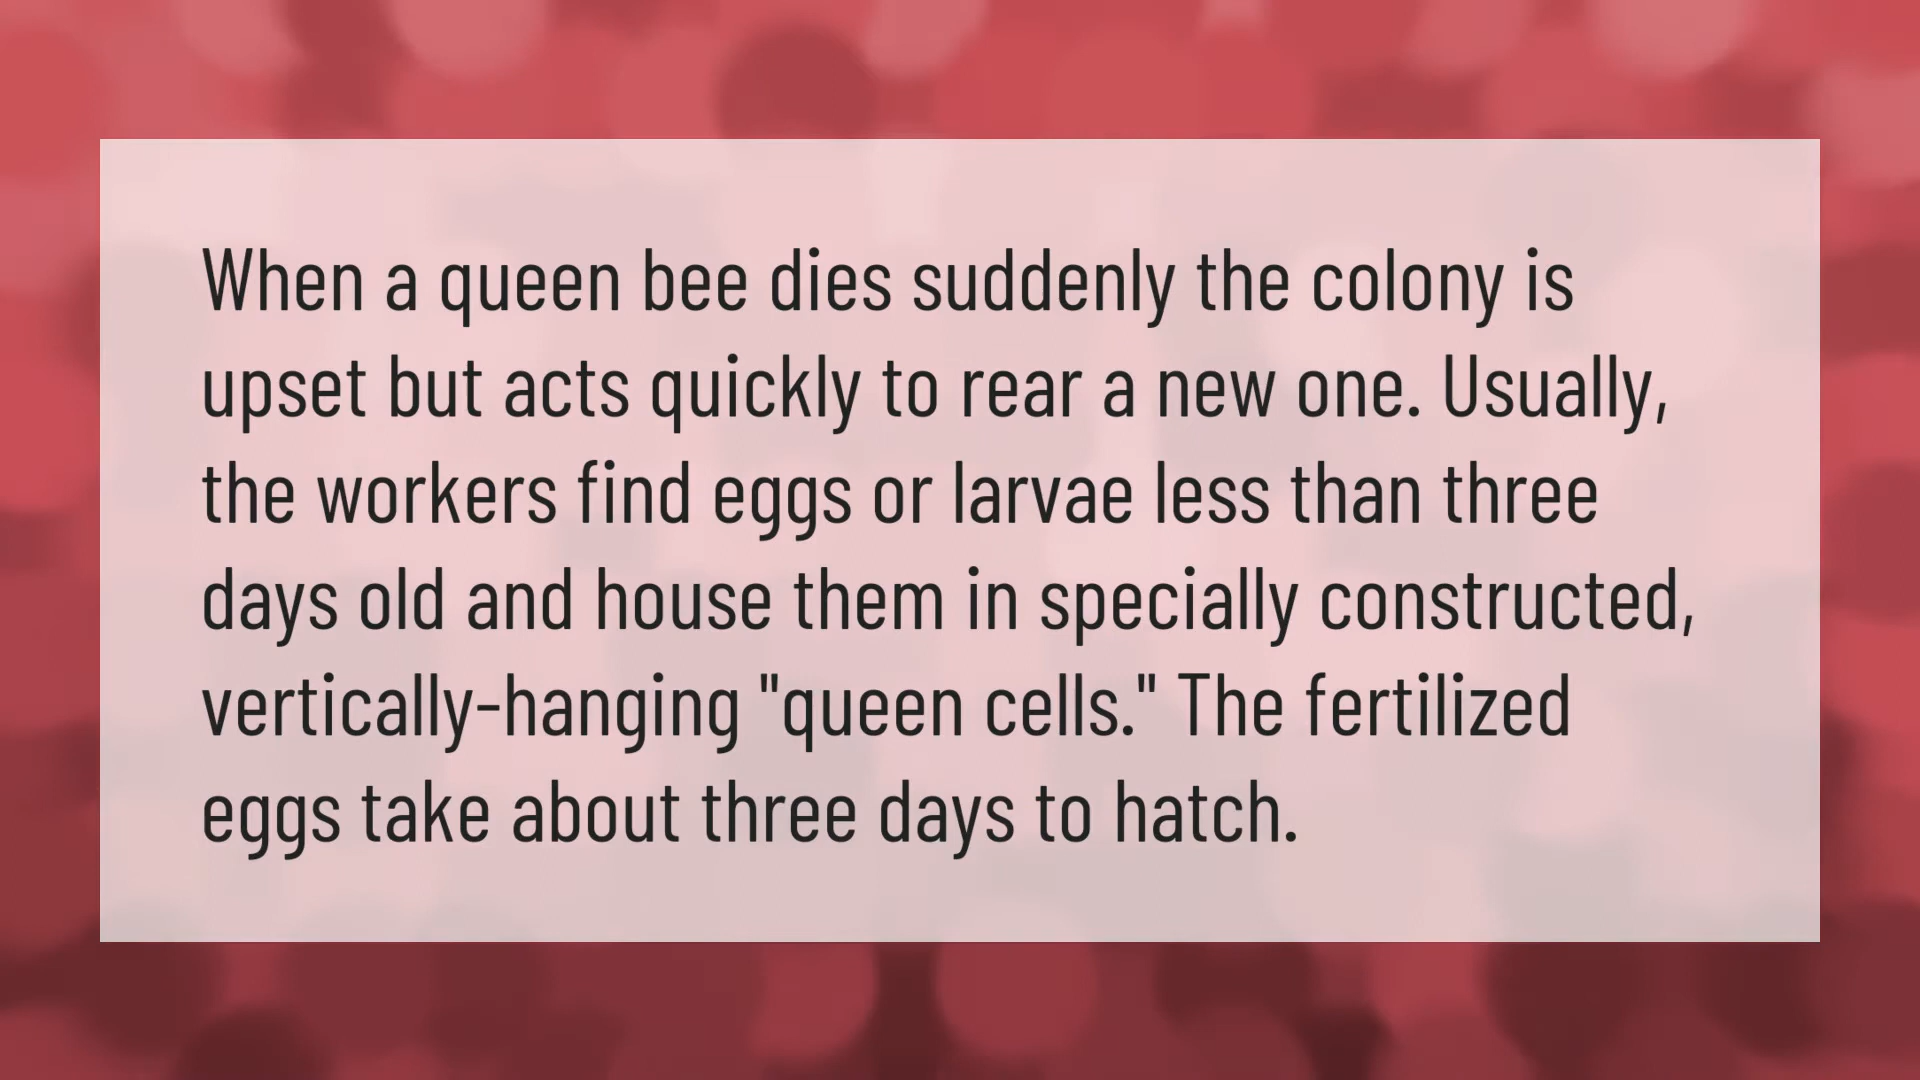 When a queen bee dies suddenly the colony is
upset but acts quickly to rear a new one. Usually,
the workers find eggs or larvae less than three
days old and house them in specially constructed,
vertically-hanging "queen cells." The fertilized
eggs take about three days to hatch.